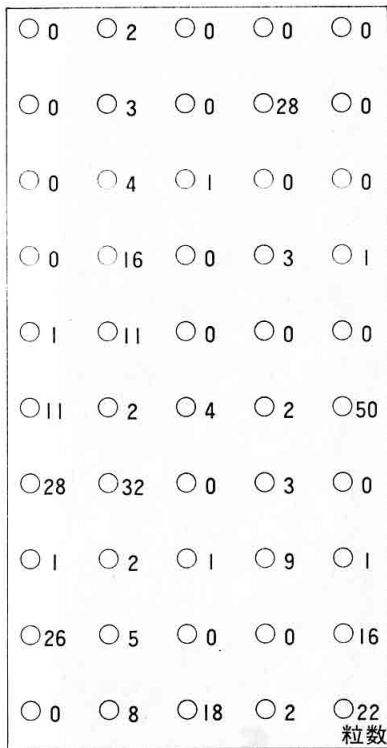 ○ 0 ○ 2 ○ 0 ○ 0 ○ 0
○ 0 ○ 3 ○ 0 ○ 28 ○ 0
○ 0 ○ 4 ○ 1 ○ 0 ○ 0
○ 0 ○ 16 ○ 0 ○ 3 ○ 1
○ 1 ○ 11 ○ 0 ○ 0 ○ 0
○ 11 ○ 2 ○ 4 ○ 2 ○ 50
○ 28 ○ 32 ○ 0 ○ 3 ○ 0
○ 1 ○ 2 ○ 1 ○ 9 ○ 1
○ 26 ○ 5 ○ 0 ○ 0 ○ 16
○ 0 ○ 8 ○ 18 ○ 2 ○ 22
粒数